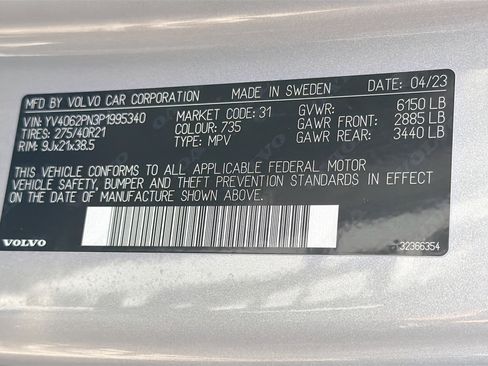 MFD BY VOLVO CAR CORPORATION MADE IN SWEDEN DATE: 04/23
VIN: YV4062PN3P1995340 MARKET CODE: 31 GVWR: 6150 LB
TIRES: 275/40R21 COLOUR: 735 GAWR FRONT: 2885 LB
RIM: 9Jx21x38.5 TYPE: MPV GAWR REAR: 3440 LB
THIS VEHICLE CONFORMS TO ALL APPLICABLE FEDERAL MOTOR
VEHICLE SAFETY, BUMPER AND THEFT PREVENTION STANDARDS IN EFFECT
ON THE DATE OF MANUFACTURE SHOWN ABOVE.
VOLVO 32366354